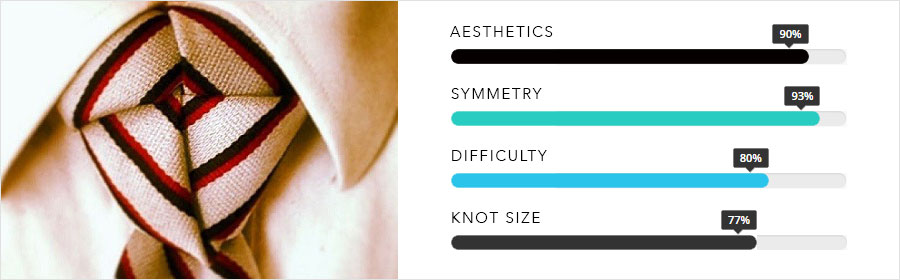 AESTHETICS
90%
SYMMETRY
93%
DIFFICULTY
80%
KNOT SIZE
77%